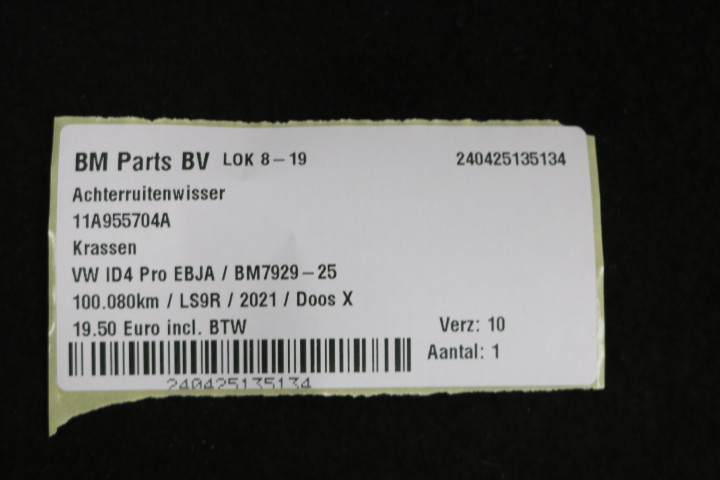 BM Parts BV LOK 8-19 240425135134
Achterruitenwisser
11A955704A
Krassen
VW ID4 Pro EBJA / BM7929-25
100.080km / LS9R / 2021 / Doos X
19.50 Euro incl. BTW Verz: 10
Aantal: 1
240425135134